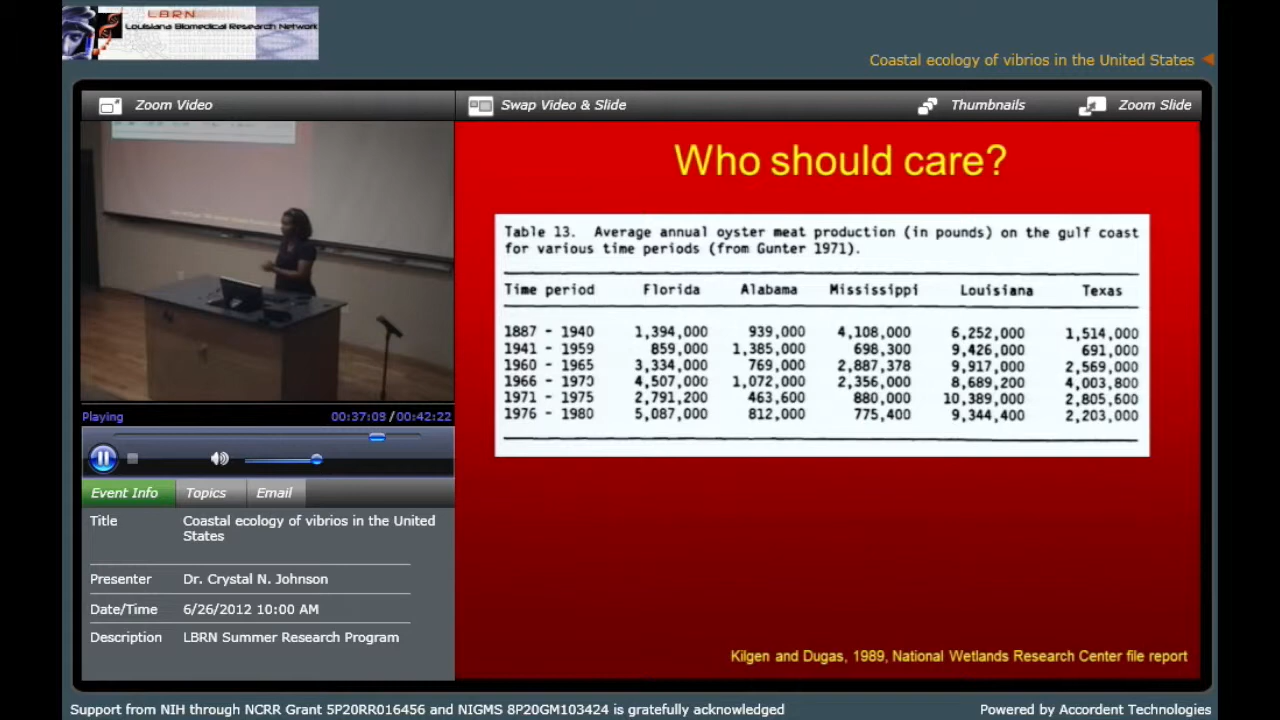 LBRN
Louisiana Biomedical Research Network
Coastal ecology of vibrios in the United States
Zoom Video
Swap Video & Slide
Thumbnails
Zoom Slide
Who should care?
Table 13. Average annual oyster meat production (in pounds) on the gulf coast
for various time periods (from Gunter 1971).
Time period Florida Alabama Mississippi Louisiana Texas
1887 - 1940 1,394,000 939,000 4,108,000 6,252,000 1,514,000
1941 - 1959 859,000 1,385,000 698,300 9,426,000 691,000
1960 - 1965 3,334,000 769,000 2,887,378 9,917,000 2,569,000
1966 - 1970 4,507,000 1,072,000 2,356,000 8,689,200 4,003,800
1971 - 1975 2,791,200 463,600 880,000 10,389,000 2,805,600
1976 - 1980 5,087,000 812,000 775,400 9,344,400 2,203,000
Kilgen and Dugas, 1989, National Wetlands Research Center file report
Playing 00:37:09 / 00:42:22
Event Info Topics Email
Title Coastal ecology of vibrios in the United
States
Presenter Dr. Crystal N. Johnson
Date/Time 6/26/2012 10:00 AM
Description LBRN Summer Research Program
Support from NIH through NCRR Grant 5P20RR016456 and NIGMS 8P20GM103424 is gratefully acknowledged
Powered by Accordent Technologies